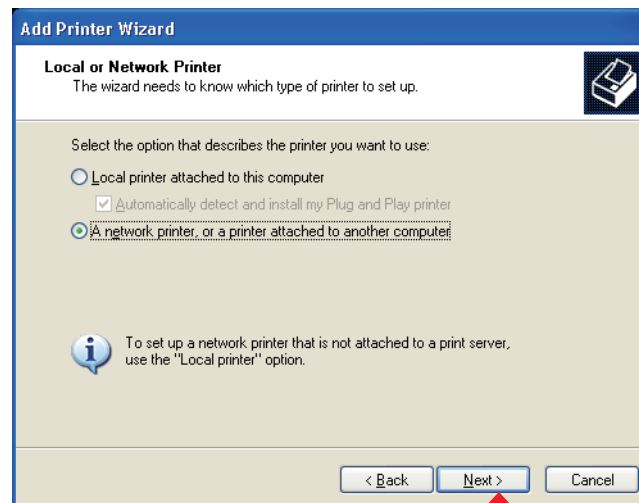 Add Printer Wizard
Local or Network Printer
The wizard needs to know which type of printer to set up.
Select the option that describes the printer you want to use:
Local printer attached to this computer
Automatically detect and install my Plug and Play printer
A network printer, or a printer attached to another computer
To set up a network printer that is not attached to a print server,
use the "Local printer" option.
< Back Next > Cancel